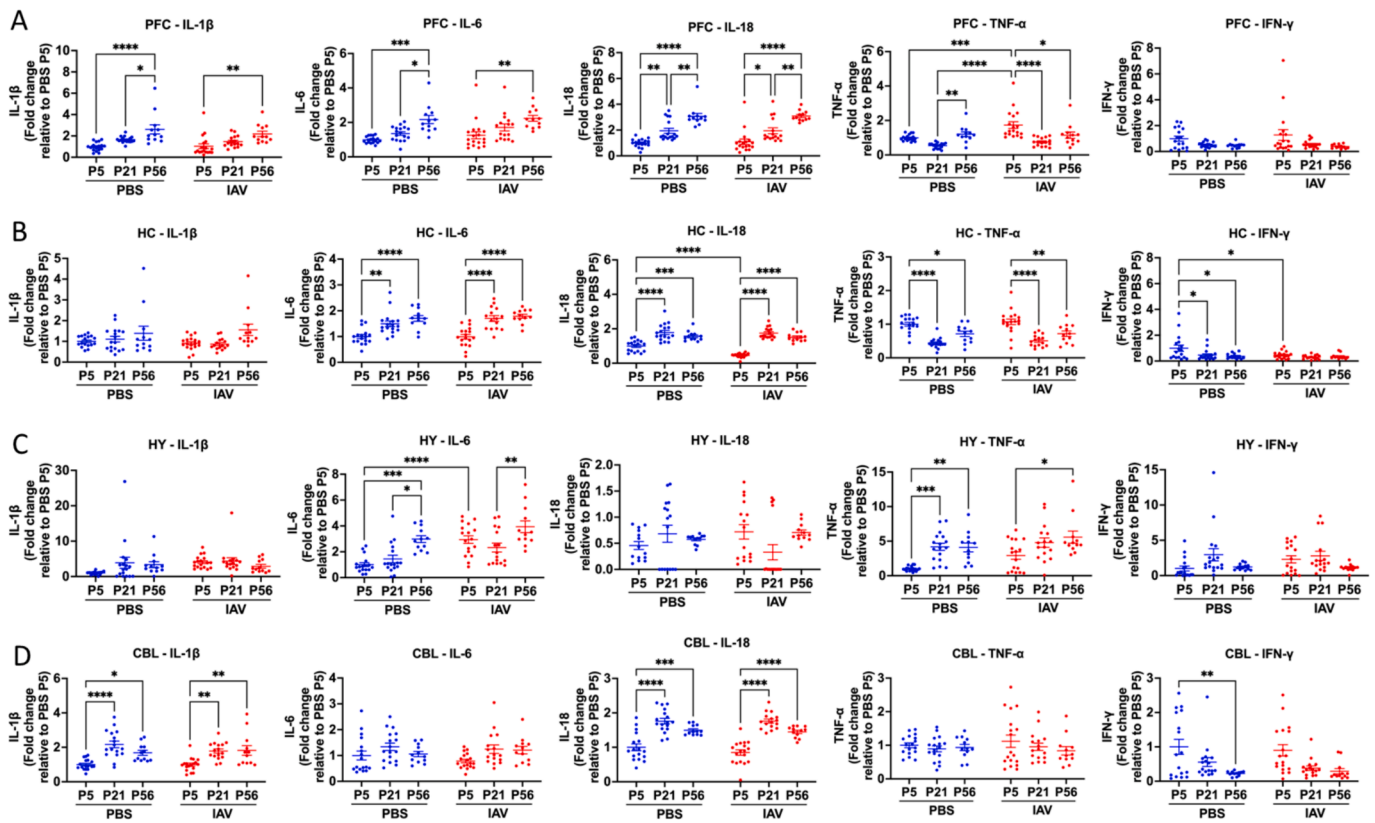 A
PFC - IL-1β
IL-1β
(Fold change
relative to PBS P5)
10
8
6
4
2
0
****
*
**
P5 P21 P56 P5 P21 P56
PBS IAV
PFC - IL-6
IL-6
(Fold change
relative to PBS P5)
6
4
2
0
***
*
**
P5 P21 P56 P5 P21 P56
PBS IAV
PFC - IL-18
IL-18
(Fold change
relative to PBS P5)
8
6
4
2
0
**** ****
** ** * **
P5 P21 P56 P5 P21 P56
PBS IAV
PFC - TNF-α
TNF-α
(Fold change
relative to PBS P5)
6
4
2
0
*** *
**** ****
**
P5 P21 P56 P5 P21 P56
PBS IAV
PFC - IFN-γ
IFN-γ
(Fold change
relative to PBS P5)
8
6
4
2
0
P5 P21 P56 P5 P21 P56
PBS IAV
B
HC - IL-1β
IL-1β
(Fold change
relative to PBS P5)
5
4
3
2
1
0
P5 P21 P56 P5 P21 P56
PBS IAV
HC - IL-6
IL-6
(Fold change
relative to PBS P5)
4
3
2
1
0
**** ****
** ****
P5 P21 P56 P5 P21 P56
PBS IAV
HC - IL-18
IL-18
(Fold change
relative to PBS P5)
6
4
2
0
****
*** ****
**** ****
P5 P21 P56 P5 P21 P56
PBS IAV
HC - TNF-α
TNF-α
(Fold change
relative to PBS P5)
3
2
1
0
* **
**** ****
P5 P21 P56 P5 P21 P56
PBS IAV
HC - IFN-γ
IFN-γ
(Fold change
relative to PBS P5)
8
6
4
2
0
*
*
*
P5 P21 P56 P5 P21 P56
PBS IAV
C
HY - IL-1β
IL-1β
(Fold change
relative to PBS P5)
30
20
10
0
P5 P21 P56 P5 P21 P56
PBS IAV
HY - IL-6
IL-6
(Fold change
relative to PBS P5)
8
6
4
2
0
**** **
***
*
P5 P21 P56 P5 P21 P56
PBS IAV
HY - IL-18
IL-18
(Fold change
relative to PBS P5)
2.0
1.5
1.0
0.5
0.0
P5 P21 P56 P5 P21 P56
PBS IAV
HY - TNF-α
TNF-α
(Fold change
relative to PBS P5)
15
10
5
0
** *
***
P5 P21 P56 P5 P21 P56
PBS IAV
HY - IFN-γ
IFN-γ
(Fold change
relative to PBS P5)
20
15
10
5
0
P5 P21 P56 P5 P21 P56
PBS IAV
D
CBL - IL-1β
IL-1β
(Fold change
relative to PBS P5)
6
4
2
0
* **
**** **
P5 P21 P56 P5 P21 P56
PBS IAV
CBL - IL-6
IL-6
(Fold change
relative to PBS P5)
4
3
2
1
0
P5 P21 P56 P5 P21 P56
PBS IAV
CBL - IL-18
IL-18
(Fold change
relative to PBS P5)
3
2
1
0
*** ****
**** ****
P5 P21 P56 P5 P21 P56
PBS IAV
CBL - TNF-α
TNF-α
(Fold change
relative to PBS P5)
3
2
1
0
P5 P21 P56 P5 P21 P56
PBS IAV
CBL - IFN-γ
IFN-γ
(Fold change
relative to PBS P5)
3
2
1
0
**
P5 P21 P56 P5 P21 P56
PBS IAV